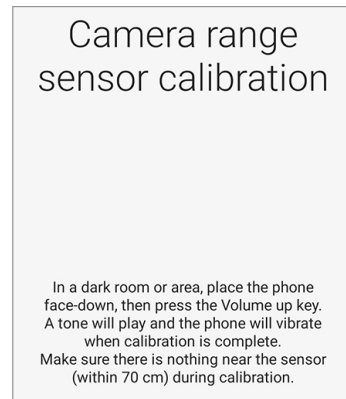 Camera range
sensor calibration
In a dark room or area, place the phone
face-down, then press the Volume up key.
A tone will play and the phone will vibrate
when calibration is complete.
Make sure there is nothing near the sensor
(within 70 cm) during calibration.